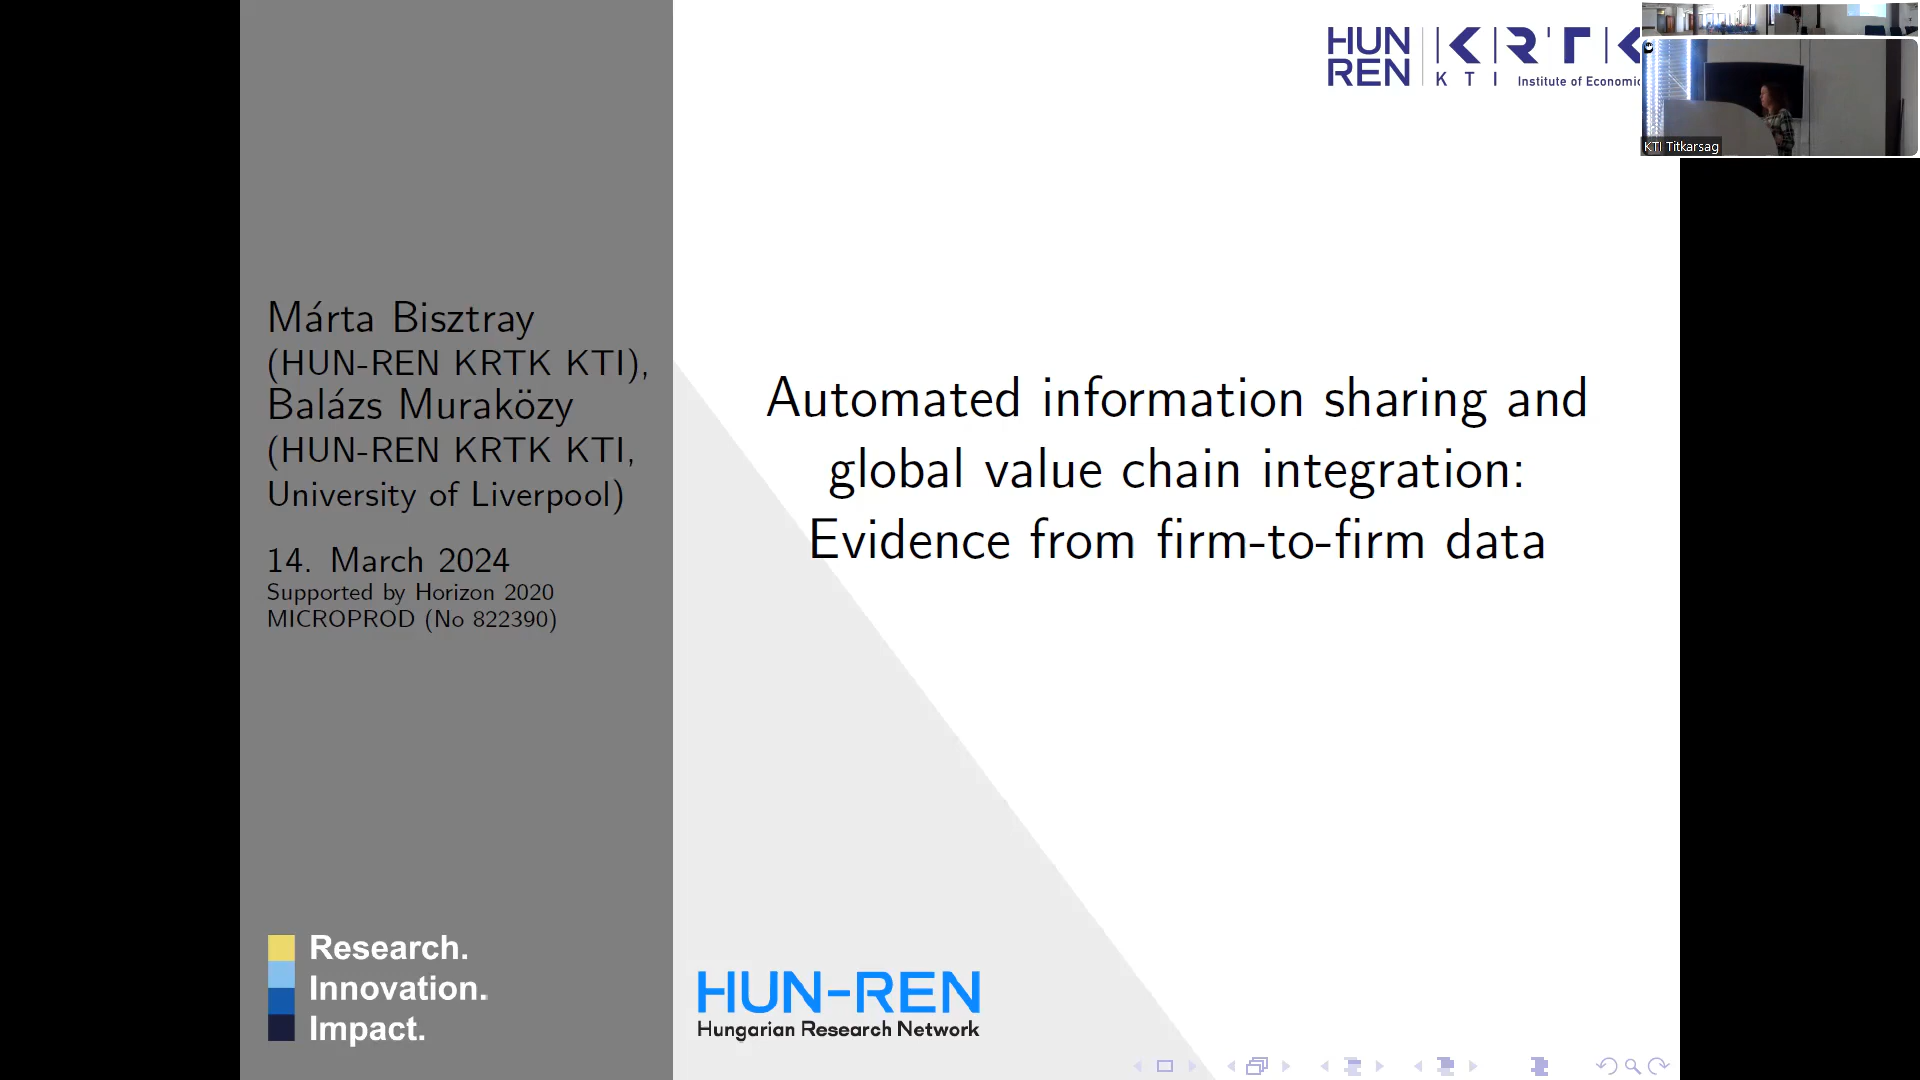 Márta Bisztray
(HUN-REN KRTK KTI),
Balázs Muraközy
(HUN-REN KRTK KTI,
University of Liverpool)
14. March 2024
Supported by Horizon 2020
MICROPROD (No 822390)
Research.
Innovation.
Impact.
HUN
REN
KRTK
KTI
Institute of Economic
KTI Titkarsag
Automated information sharing and
global value chain integration:
Evidence from firm-to-firm data
HUN-REN
Hungarian Research Network